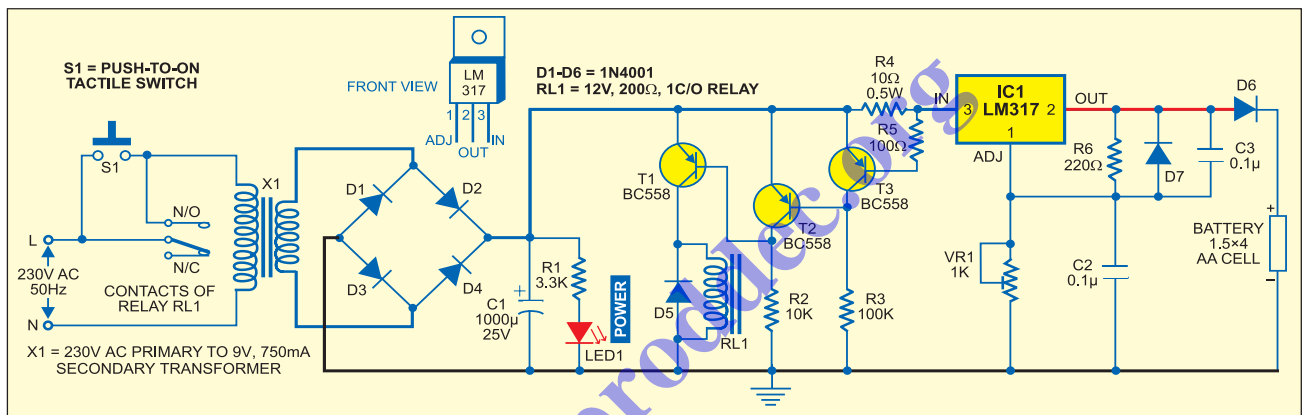 S1 = PUSH-TO-ON
TACTILE SWITCH
S1
L
230V AC
50Hz
N
N/O
N/C
CONTACTS OF
RELAY RL1
X1
X1 = 230V AC PRIMARY TO 9V, 750mA
SECONDARY TRANSFORMER
FRONT VIEW
LM
317
1 2 3
ADJ
OUT
IN
D1-D6 = 1N4001
RL1 = 12V, 200Ω, 1C/O RELAY
D1
D2
D3
D4
C1
1000µ
25V
+
R1
3.3K
LED1
POWER
T1
BC558
D5
RL1
T2
BC558
R2
10K
T3
BC558
R3
100K
R4
10Ω
0.5W
R5
100Ω
IN
3
IC1
LM317
2
1
OUT
ADJ
VR1
1K
R6
220Ω
D7
C3
0.1µ
C2
0.1µ
D6
+
BATTERY
1.5×4
AA CELL
–
proddec.org